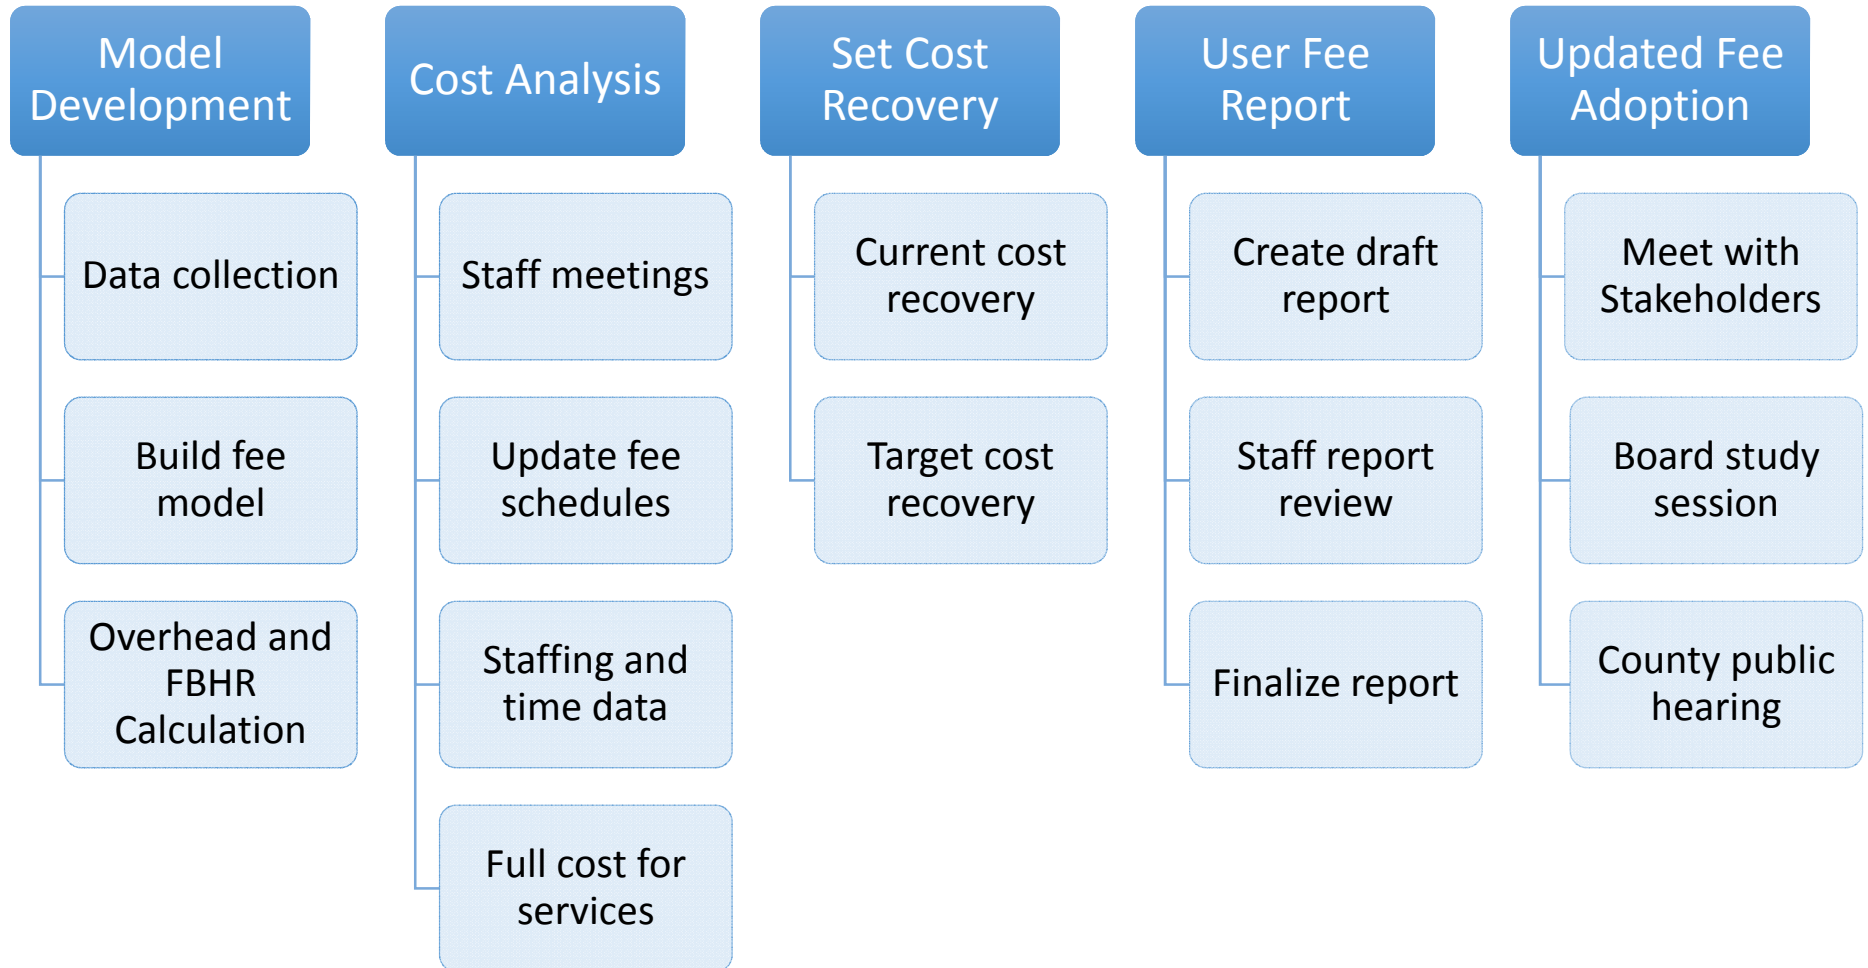 Model
Development
Data collection
Build fee
model
Overhead and
FBHR
Calculation
Cost Analysis
Staff meetings
Update fee
schedules
Staffing and
time data
Full cost for
services
Set Cost
Recovery
Current cost
recovery
Target cost
recovery
User Fee
Report
Create draft
report
Staff report
review
Finalize report
Updated Fee
Adoption
Meet with
Stakeholders
Board study
session
County public
hearing